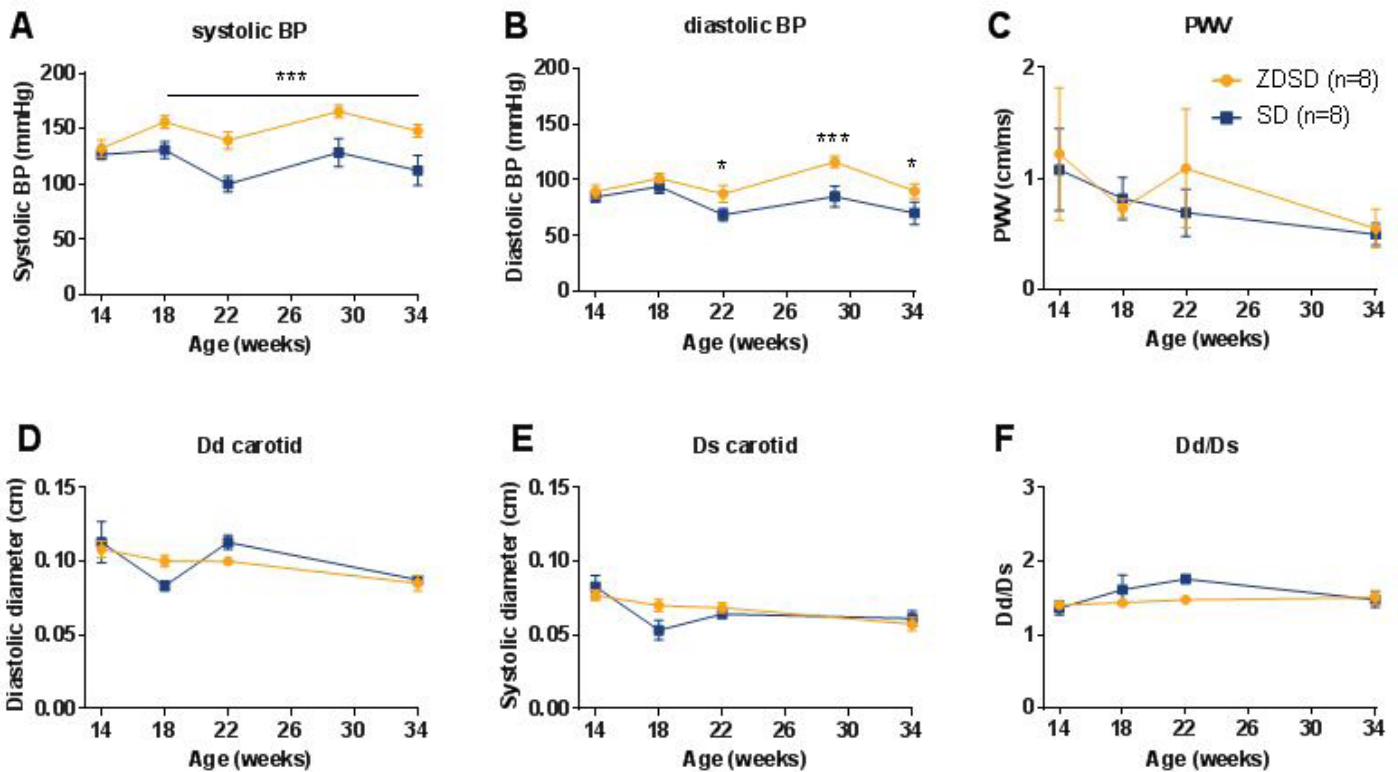 A
systolic BP
Systolic BP (mmHg)
200
150
100
50
0
***
14 18 22 26 30 34
Age (weeks)
B
diastolic BP
Diastolic BP (mmHg)
200
150
100
50
0
* *** *
14 18 22 26 30 34
Age (weeks)
C
PWV
PWV (cm/ms)
2
1
0
ZDSD (n=8)
SD (n=8)
14 18 22 26 30 34
Age (weeks)
D
Dd carotid
Diastolic diameter (cm)
0.15
0.10
0.05
0.00
14 18 22 26 30 34
Age (weeks)
E
Ds carotid
Systolic diameter (cm)
0.15
0.10
0.05
0.00
14 18 22 26 30 34
Age (weeks)
F
Dd/Ds
Dd/Ds
3
2
1
0
14 18 22 26 30 34
Age (weeks)